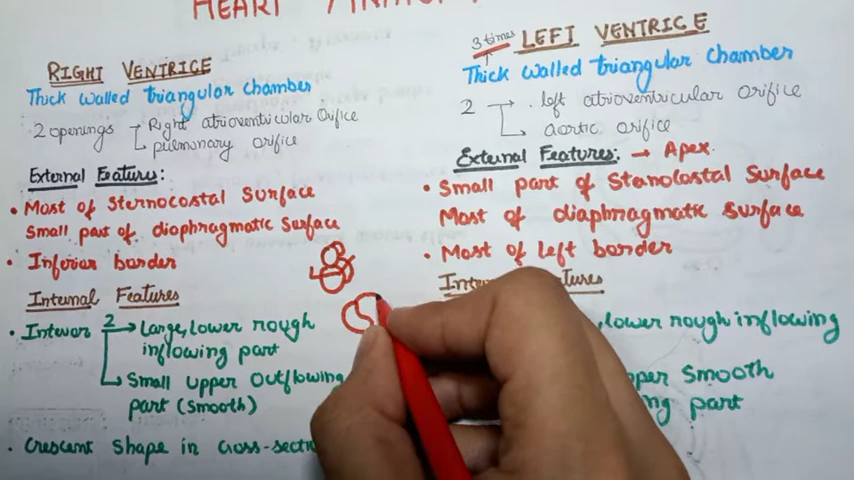 HEART
RIGHT VENTRICE
Thick walled triangular chamber
2 openings → Right atrioventricular Orifice
pulmonary orifice
External Features:
• Most of Sternocostal Surface
Small part of diaphragmatic Surface
• Inferior border
Internal Features
• Interior 2 → Large, lower rough
inflowing part
Small upper Outflowing
part (smooth)
• Crescent Shape in cross-section
3 times LEFT VENTRICE
Thick walled triangular chamber
2 → left atrioventricular orifice
aortic orifice
External Features: → Apex.
• Small part of Stenocostal Surface
Most of diaphragmatic Surface
• Most of left border
lower rough inflowing
smooth
part